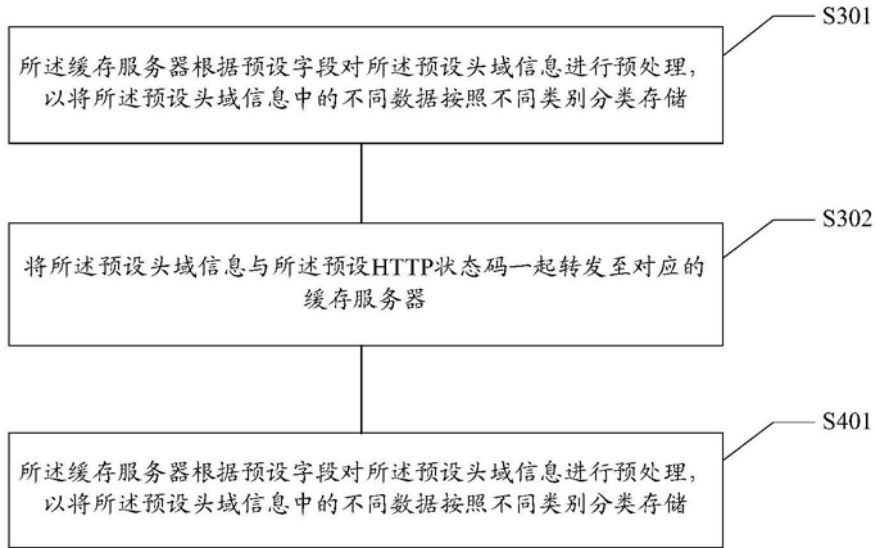 S301
所述缓存服务器根据预设字段对所述预设头域信息进行预处理,
以将所述预设头域信息中的不同数据按照不同类别分类存储
S302
将所述预设头域信息与所述预设HTTP状态码一起转发至对应的
缓存服务器
S401
所述缓存服务器根据预设字段对所述预设头域信息进行预处理,
以将所述预设头域信息中的不同数据按照不同类别分类存储